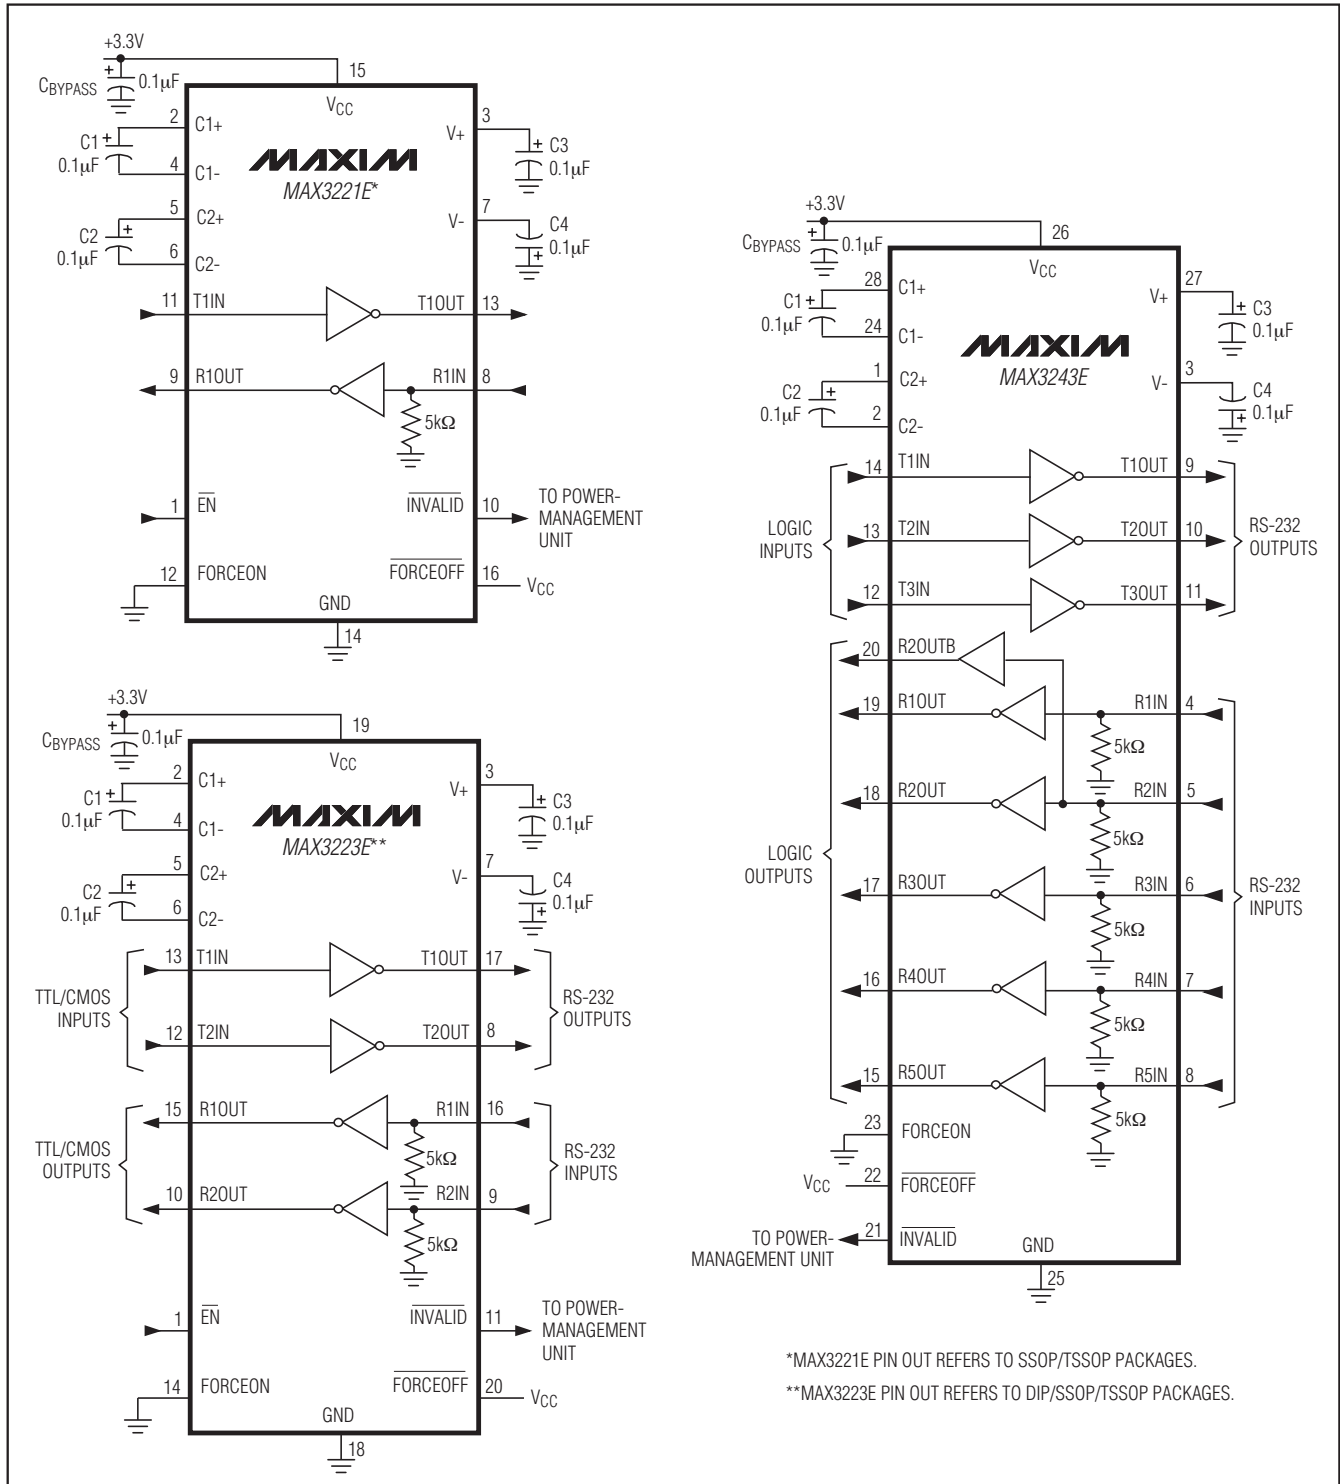 +3.3V
CBYPASS
+
0.1µF
15
VCC
2
C1+
C1
+
0.1µF
4
C1-
5
C2+
C2
+
0.1µF
6
C2-
3
V+
+
C3
0.1µF
7
V-
C4
0.1µF
+
MAXIM
MAX3221E*
11
T1IN
T1OUT
13
9
R1OUT
R1IN
8
5kΩ
1
EN
INVALID
10
TO POWER-
MANAGEMENT
UNIT
12
FORCEON
FORCEOFF
16
VCC
GND
14
+3.3V
CBYPASS
+
0.1µF
19
VCC
2
C1+
C1
+
0.1µF
4
C1-
5
C2+
C2
+
0.1µF
6
C2-
3
V+
+
C3
0.1µF
7
V-
C4
0.1µF
+
MAXIM
MAX3223E**
TTL/CMOS
INPUTS
13
T1IN
T1OUT
17
12
T2IN
T2OUT
8
RS-232
OUTPUTS
TTL/CMOS
OUTPUTS
15
R1OUT
R1IN
16
5kΩ
10
R2OUT
R2IN
9
5kΩ
RS-232
INPUTS
1
EN
INVALID
11
TO POWER-
MANAGEMENT
UNIT
14
FORCEON
FORCEOFF
20
VCC
GND
18
+3.3V
CBYPASS
+
0.1µF
26
VCC
28
C1+
C1
+
0.1µF
24
C1-
1
C2+
C2
+
0.1µF
2
C2-
27
V+
+
C3
0.1µF
3
V-
C4
0.1µF
+
MAXIM
MAX3243E
LOGIC
INPUTS
14
T1IN
T1OUT
9
13
T2IN
T2OUT
10
12
T3IN
T3OUT
11
RS-232
OUTPUTS
LOGIC
OUTPUTS
20
R2OUTB
19
R1OUT
R1IN
4
5kΩ
18
R2OUT
R2IN
5
5kΩ
17
R3OUT
R3IN
6
5kΩ
16
R4OUT
R4IN
7
5kΩ
15
R5OUT
R5IN
8
5kΩ
RS-232
INPUTS
23
FORCEON
VCC
22
FORCEOFF
TO POWER-
MANAGEMENT UNIT
21
INVALID
GND
25
*MAX3221E PIN OUT REFERS TO SSOP/TSSOP PACKAGES.
**MAX3223E PIN OUT REFERS TO DIP/SSOP/TSSOP PACKAGES.